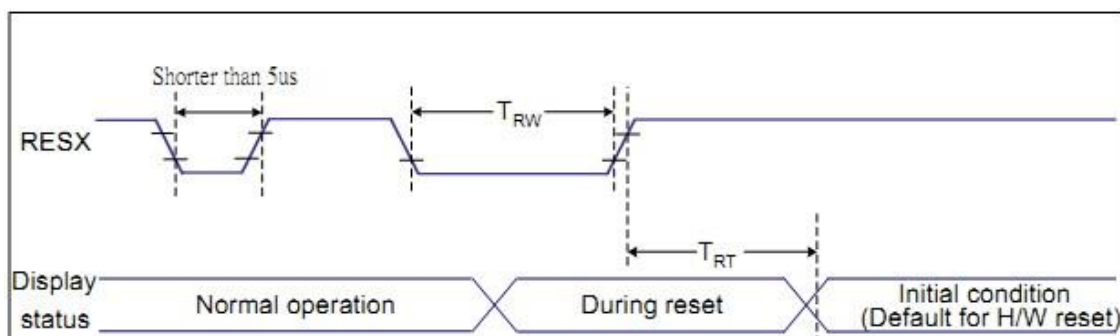 Shorter than 5us
RESX
TRW
TRT
Display
status
Normal operation
During reset
Initial condition
(Default for H/W reset)